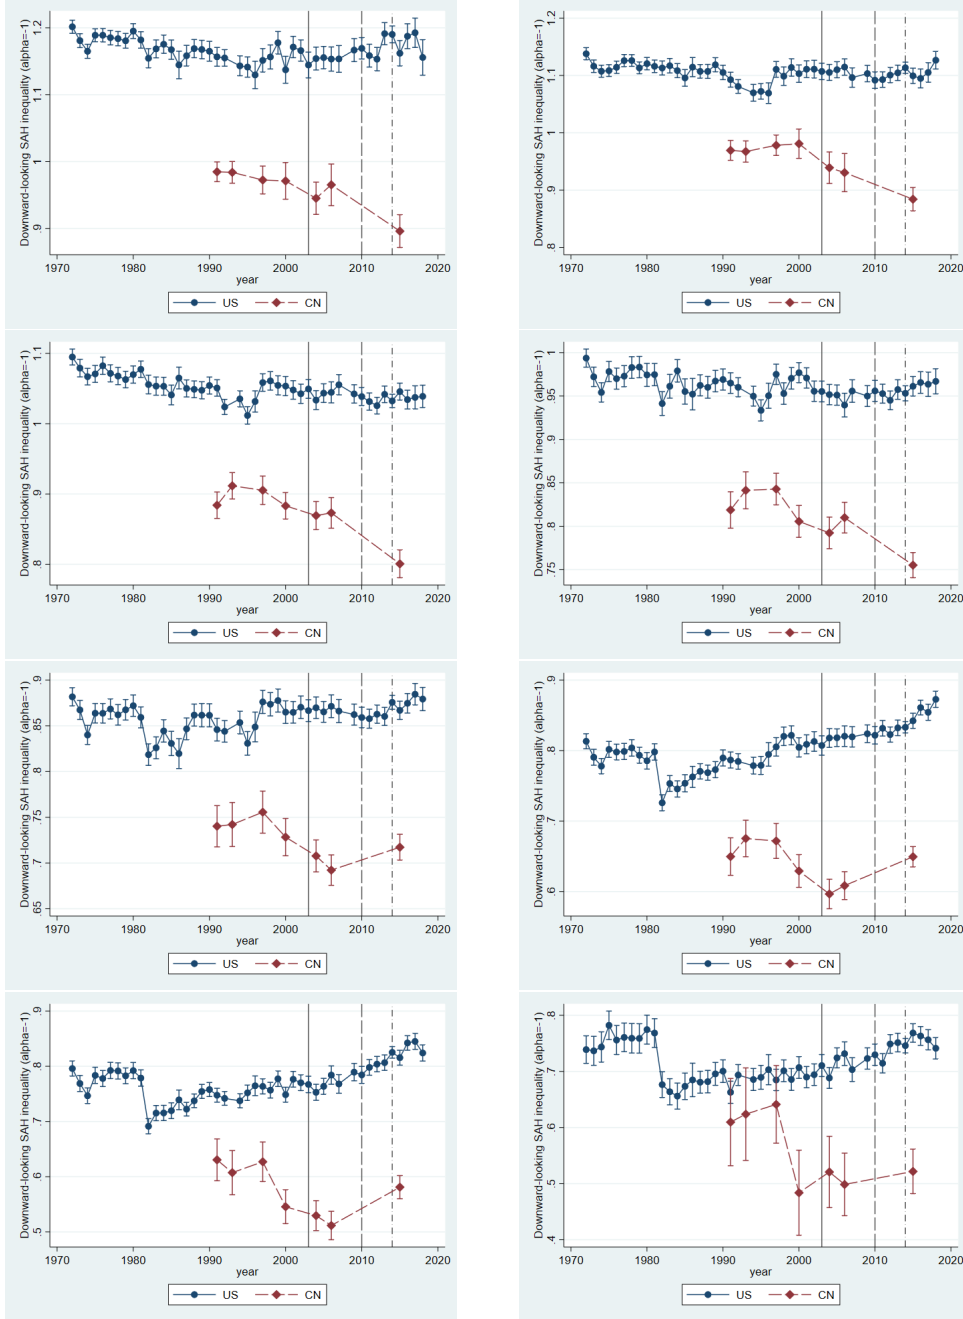 Downward-looking SAH inequality (alpha=-1)
1.2
1.1
1
.9
1970 1980 1990 2000 2010 2020
year
US CN
Downward-looking SAH inequality (alpha=-1)
1.2
1.1
1
.9
.8
1970 1980 1990 2000 2010 2020
year
US CN
Downward-looking SAH inequality (alpha=-1)
1.1
1
.9
.8
1970 1980 1990 2000 2010 2020
year
US CN
Downward-looking SAH inequality (alpha=-1)
1
.95
.9
.85
.8
.75
1970 1980 1990 2000 2010 2020
year
US CN
Downward-looking SAH inequality (alpha=-1)
.9
.85
.8
.75
.7
.65
1970 1980 1990 2000 2010 2020
year
US CN
Downward-looking SAH inequality (alpha=-1)
.9
.8
.7
.6
1970 1980 1990 2000 2010 2020
year
US CN
Downward-looking SAH inequality (alpha=-1)
.9
.8
.7
.6
.5
1970 1980 1990 2000 2010 2020
year
US CN
Downward-looking SAH inequality (alpha=-1)
.8
.7
.6
.5
.4
1970 1980 1990 2000 2010 2020
year
US CN